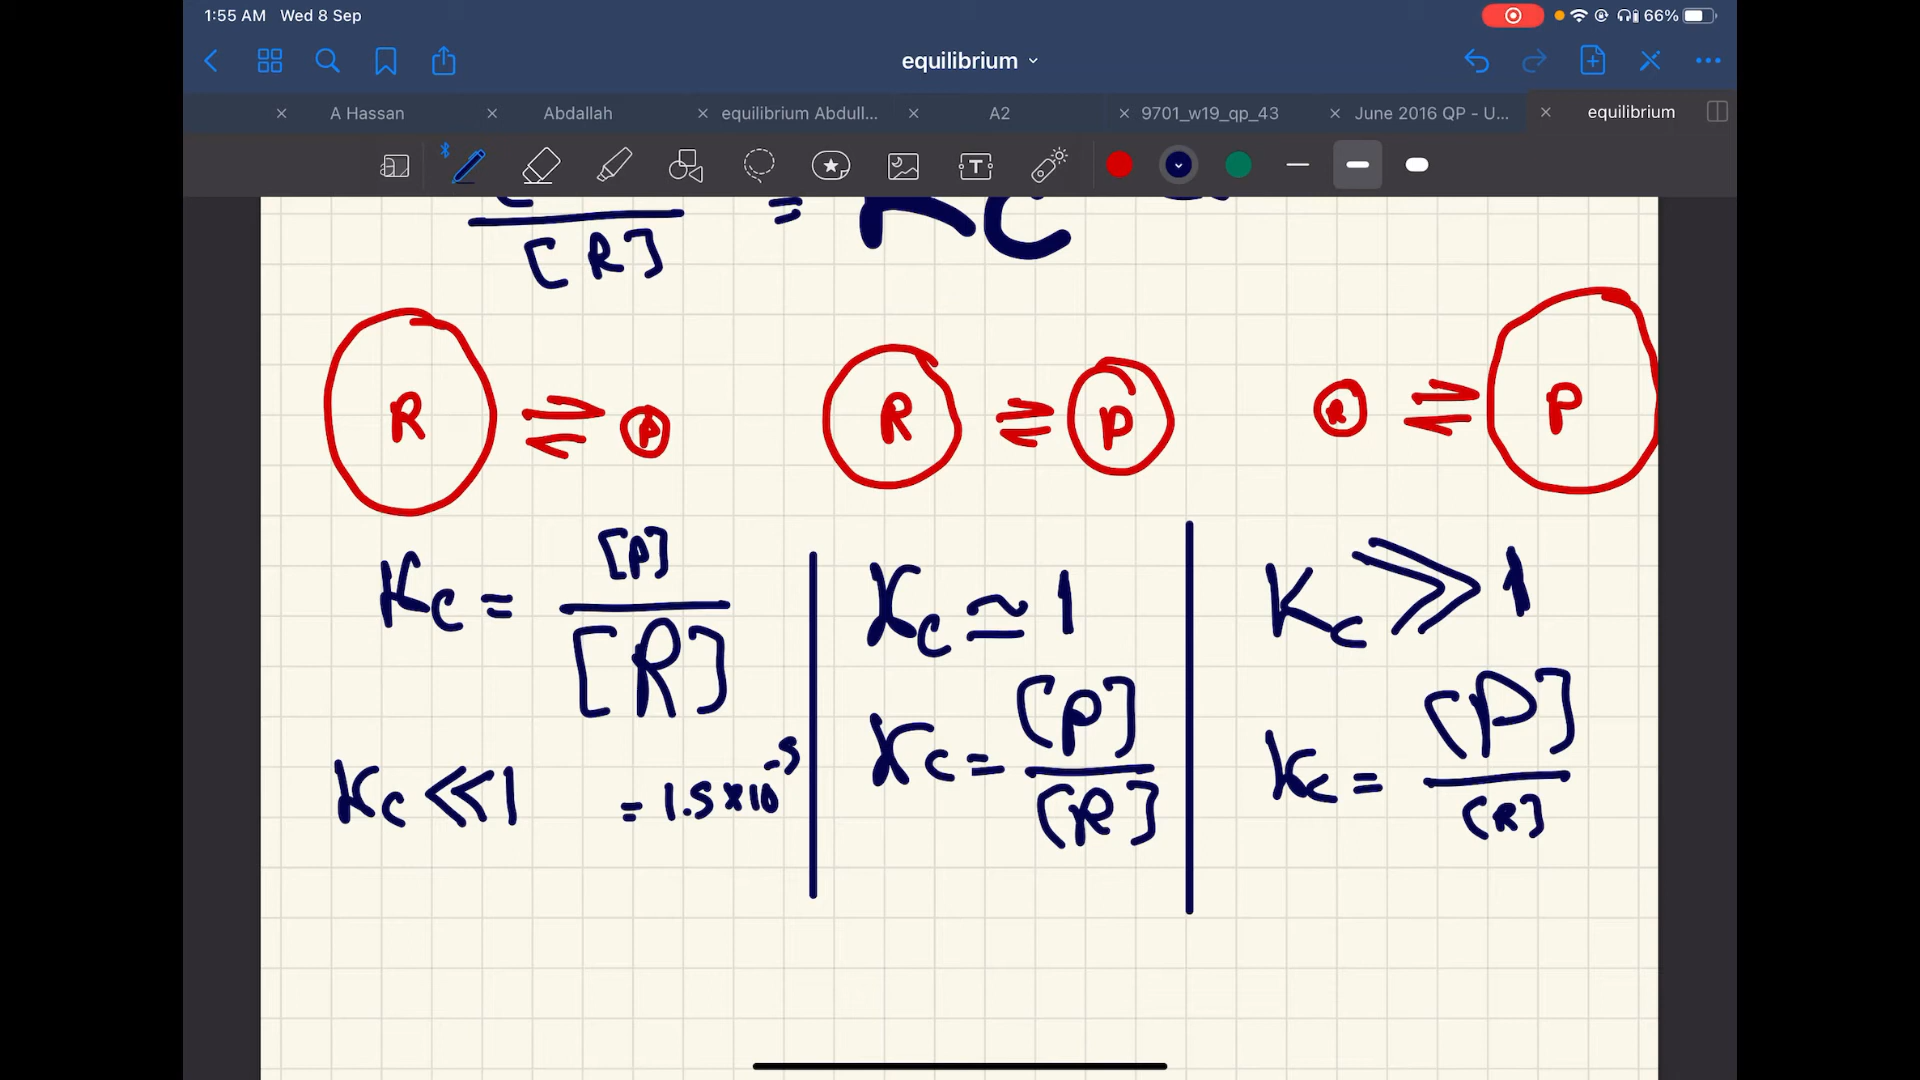 1:55 AM Wed 8 Sep
66%
equilibrium
A Hassan
Abdallah
equilibrium Abdull...
A2
9701_w19_qp_43
June 2016 QP - U...
equilibrium
T
= Kc
[R]
R ⇌ P
R ⇌ P
R ⇌ P
Kc = [P]
[R]
Kc ≪ 1 = 1.5×10⁻⁵
Kc ≃ 1
Kc = [P]
[R]
Kc ≫ 1
Kc = [P]
[R]